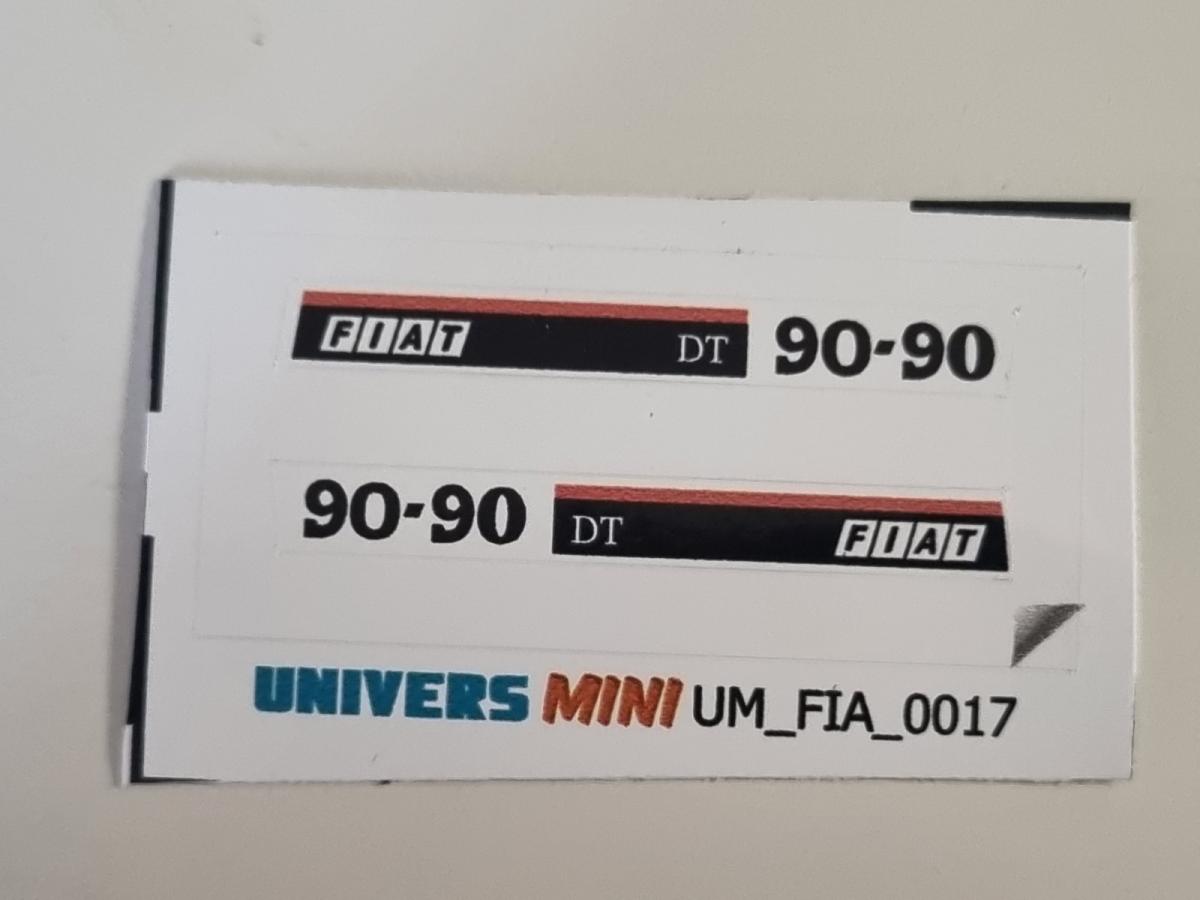 FIAT DT 90-90
90-90 DT FIAT
UNIVERS MINI UM_FIA_0017